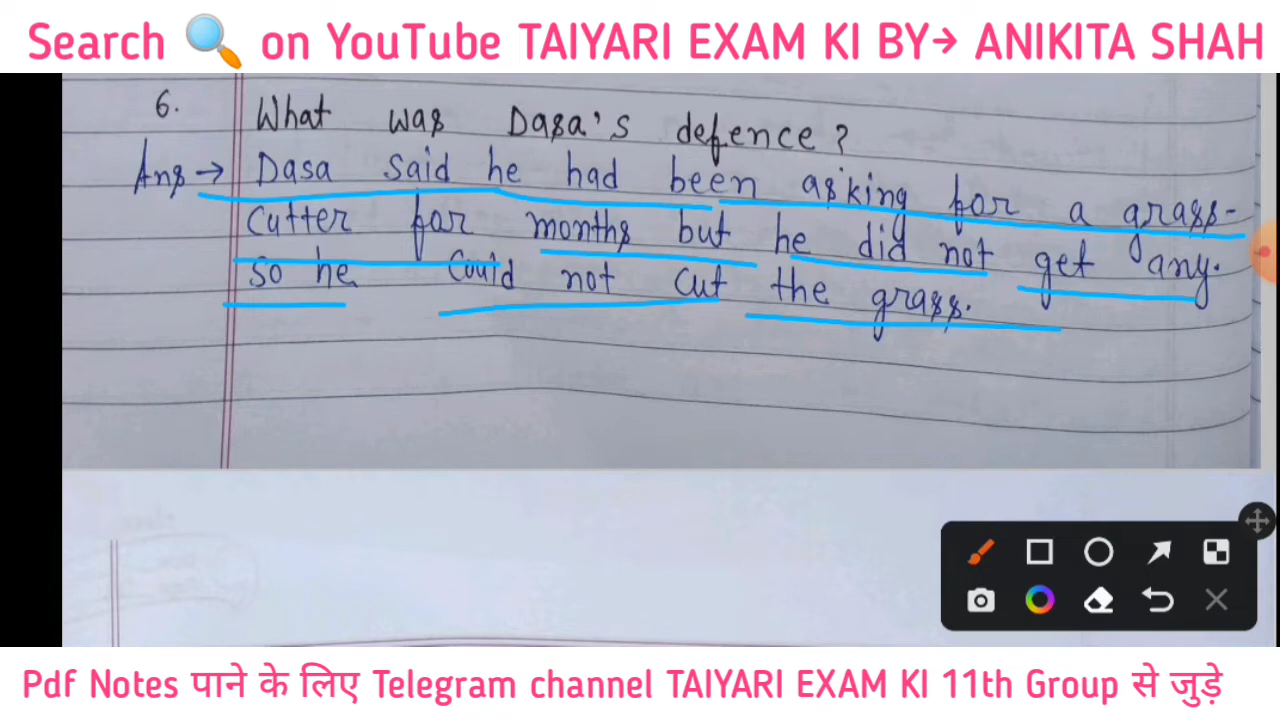 Search 🔍 on YouTube TAIYARI EXAM KI BY→ ANIKITA SHAH
6. What was Dasa's defence?
Ans → Dasa said he had been asking for a grass-
cutter for months but he did not get any.
so he could not cut the grass.
Pdf Notes पाने के लिए Telegram channel TAIYARI EXAM KI 11th Group से जुड़े